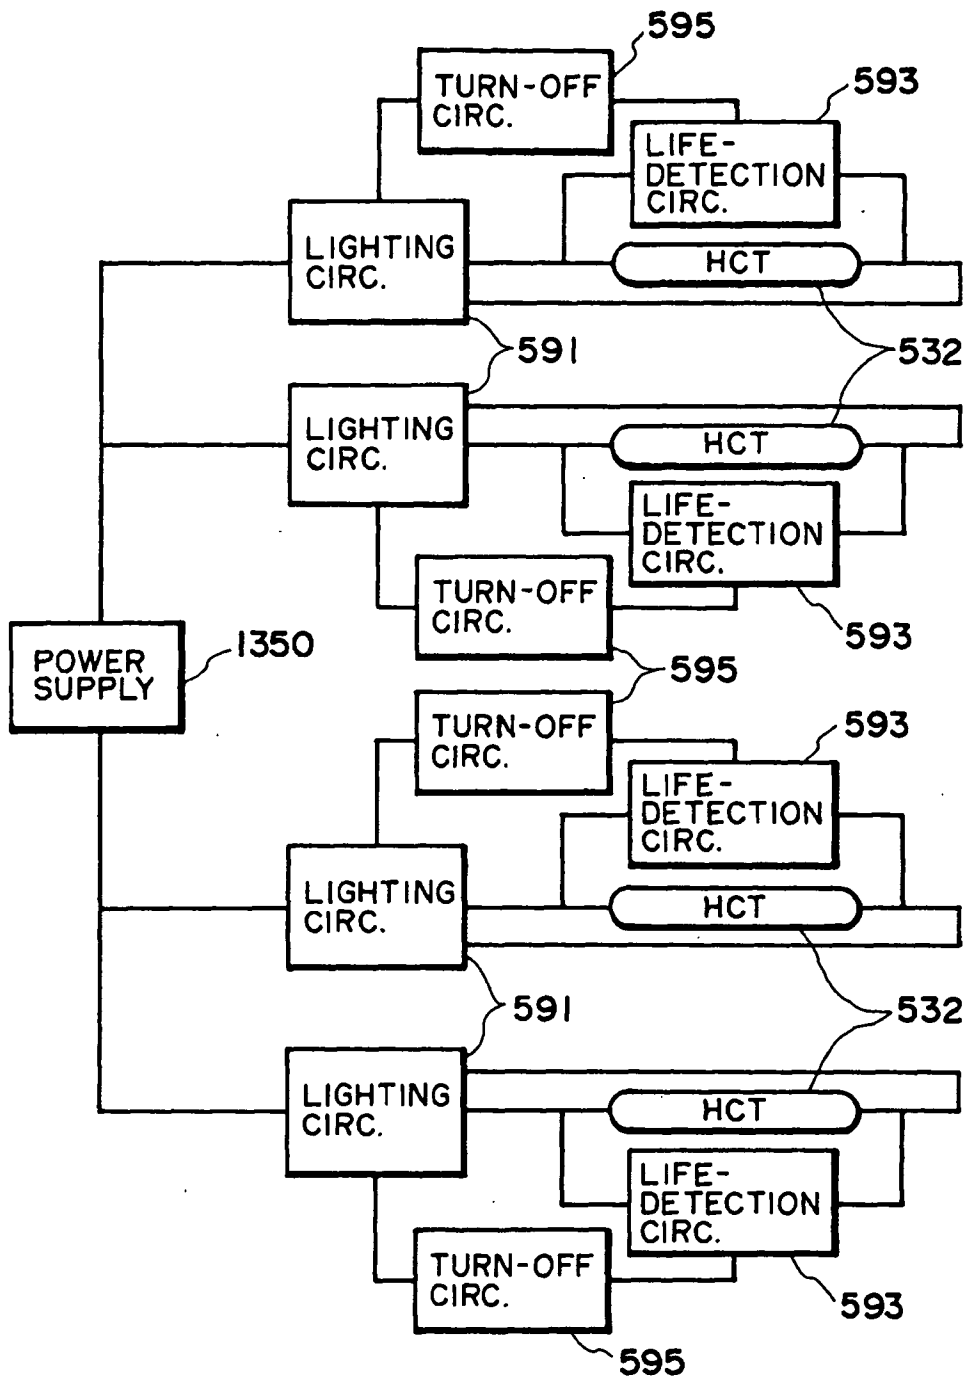 595
TURN-OFF
CIRC.
593
LIFE-
DETECTION
CIRC.
LIGHTING
CIRC.
HCT
591
532
LIGHTING
CIRC.
HCT
LIFE-
DETECTION
CIRC.
TURN-OFF
CIRC.
593
1350
POWER
SUPPLY
595
TURN-OFF
CIRC.
593
LIFE-
DETECTION
CIRC.
LIGHTING
CIRC.
HCT
591
532
LIGHTING
CIRC.
HCT
LIFE-
DETECTION
CIRC.
TURN-OFF
CIRC.
593
595